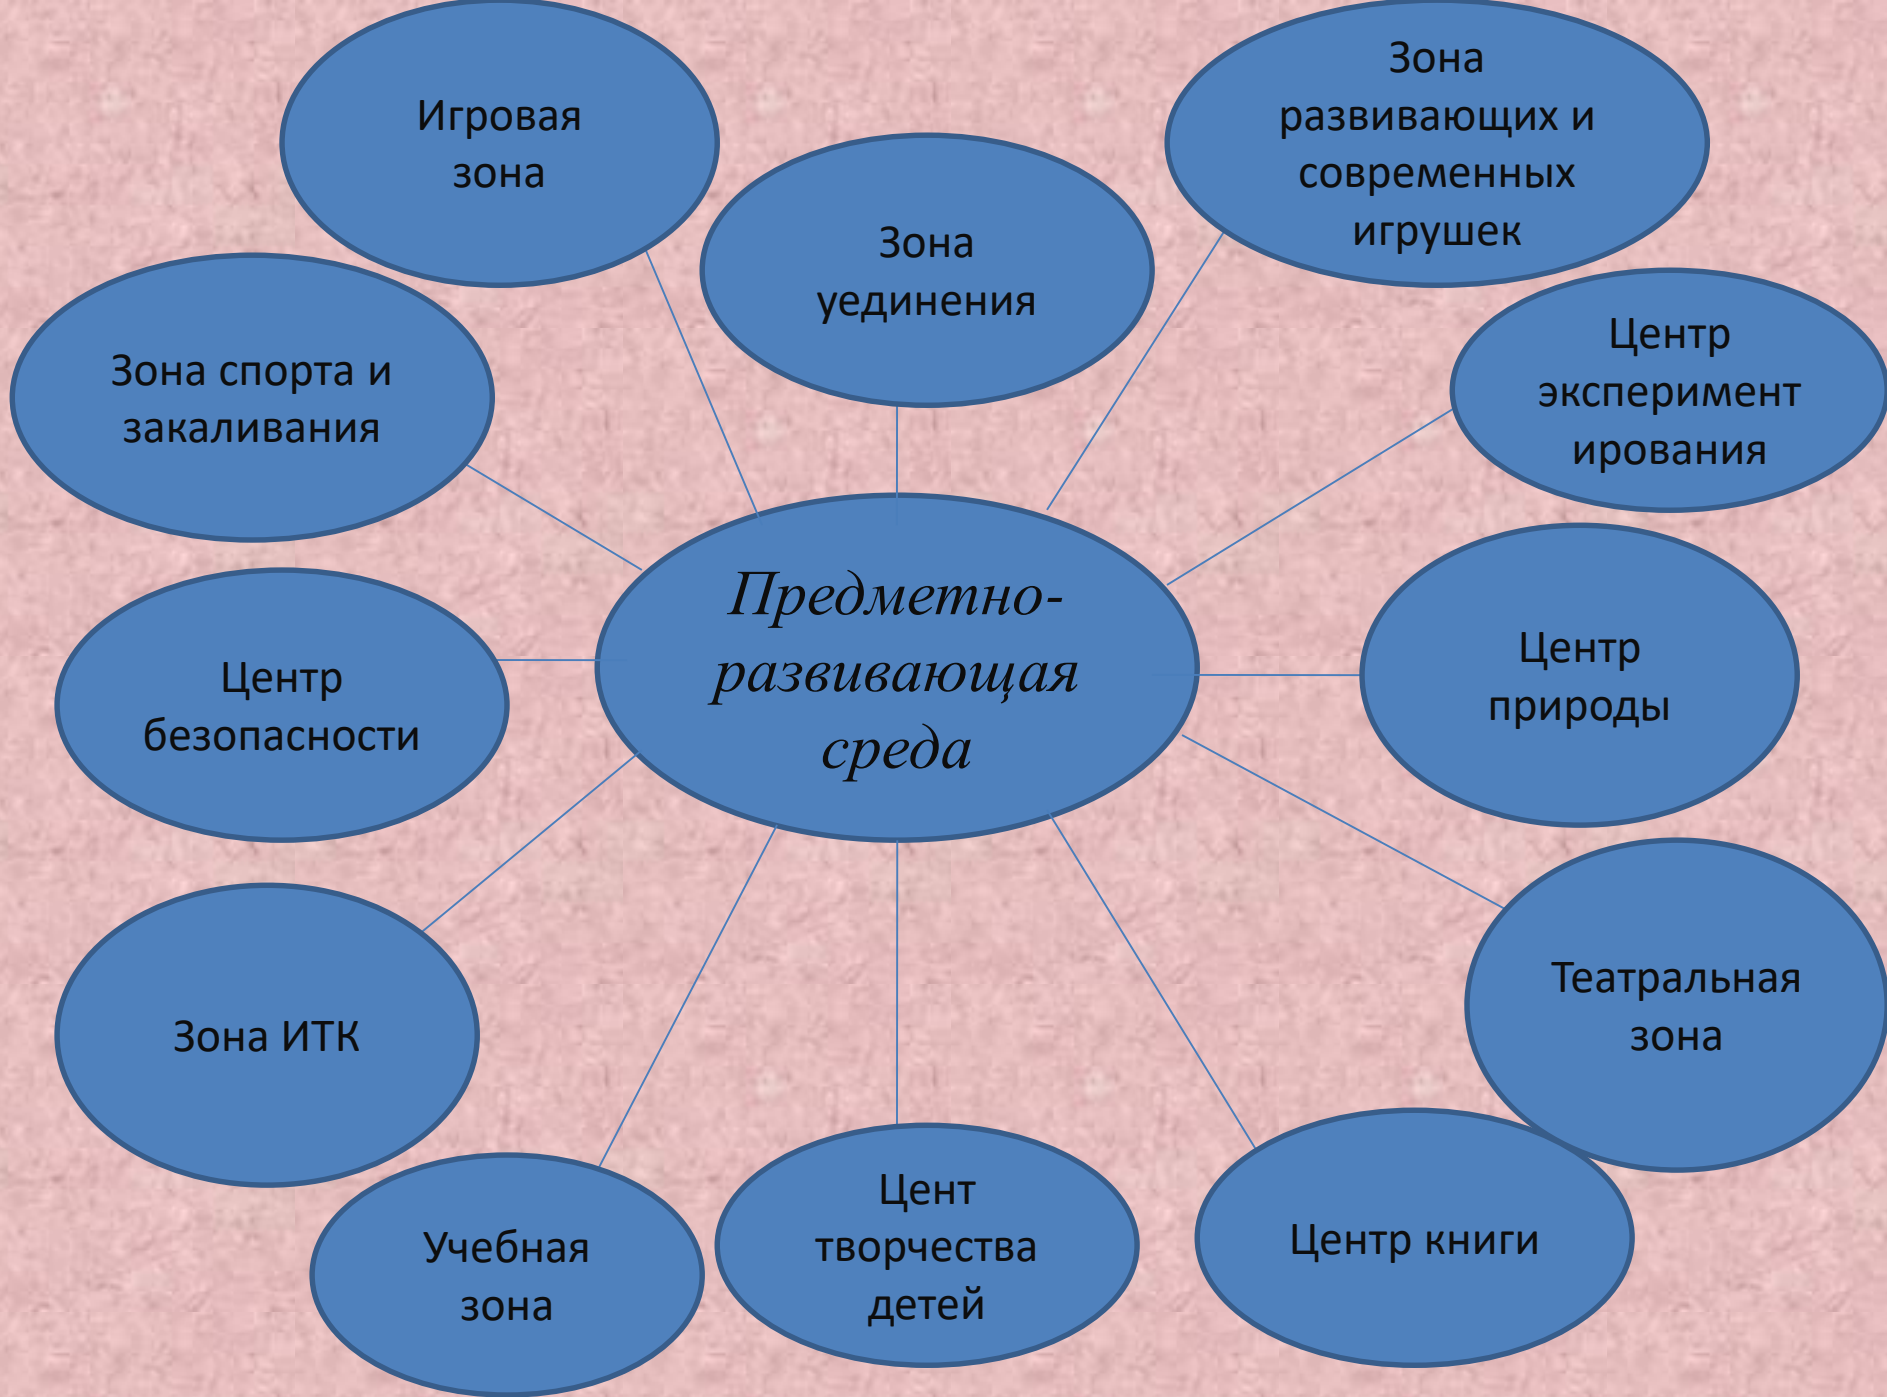 Игровая
зона
Зона
развивающих и
современных
игрушек
Зона
уединения
Зона спорта и
закаливания
Центр
эксперимент
ирования
Предметно-
развивающая
среда
Центр
безопасности
Центр
природы
Зона ИТК
Театральная
зона
Учебная
зона
Цент
творчества
детей
Центр книги